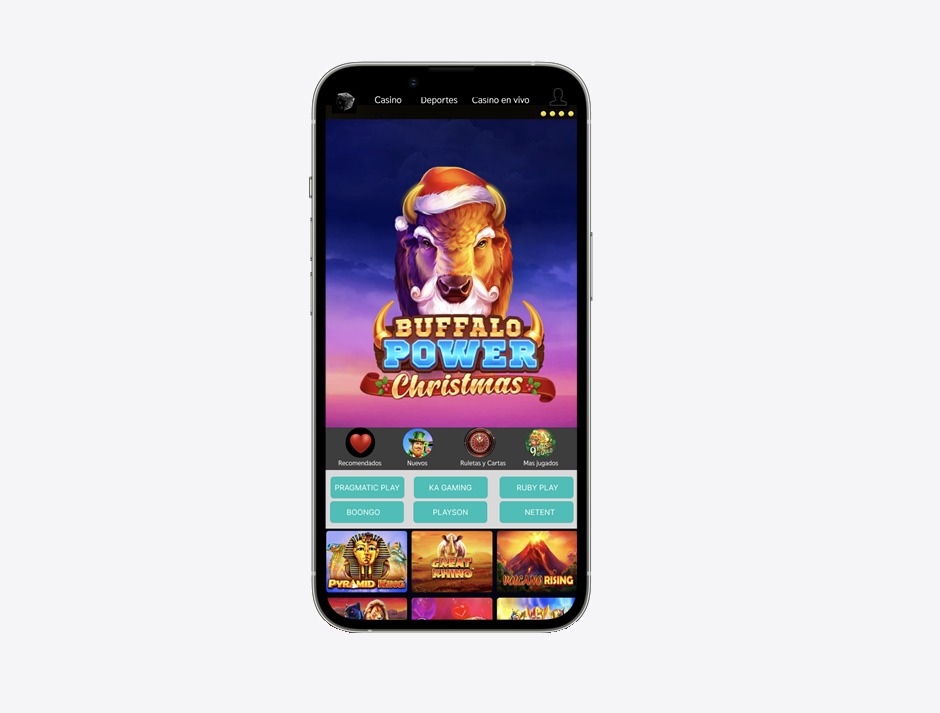 Casino Deportes Casino en vivo
BUFFALO
POWER
Christmas
Recomendados Nuevos Ruletas y Cartas Mas jugados
PRAGMATIC PLAY KA GAMING RUBY PLAY
BOONGO PLAYSON NETENT
PYRAMID KING GREAT RHINO VOLCANO RISING